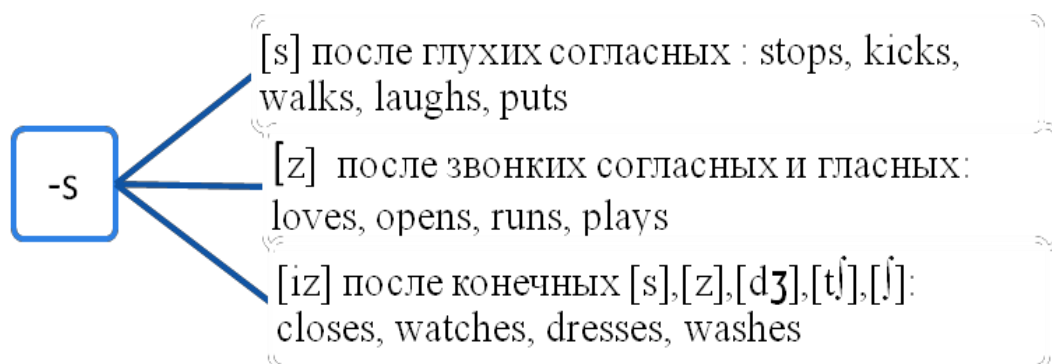 -s
[s] после глухих согласных : stops, kicks,
walks, laughs, puts
[z] после звонких согласных и гласных:
loves, opens, runs, plays
[iz] после конечных [s],[z],[dʒ],[t∫],[∫]:
closes, watches, dresses, washes